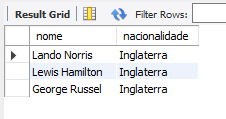 Result Grid Filter Rows:
nome nacionalidade
Lando Norris Inglaterra
Lewis Hamilton Inglaterra
George Russel Inglaterra